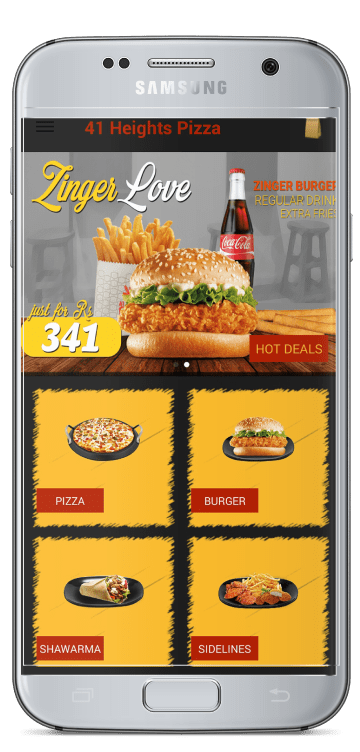 SAMSUNG
41 Heights Pizza
Zinger Love
ZINGER BURGER
REGULAR DRINK
EXTRA FRIES
Coca-Cola
just for Rs
341
HOT DEALS
PIZZA
BURGER
SHAWARMA
SIDELINES